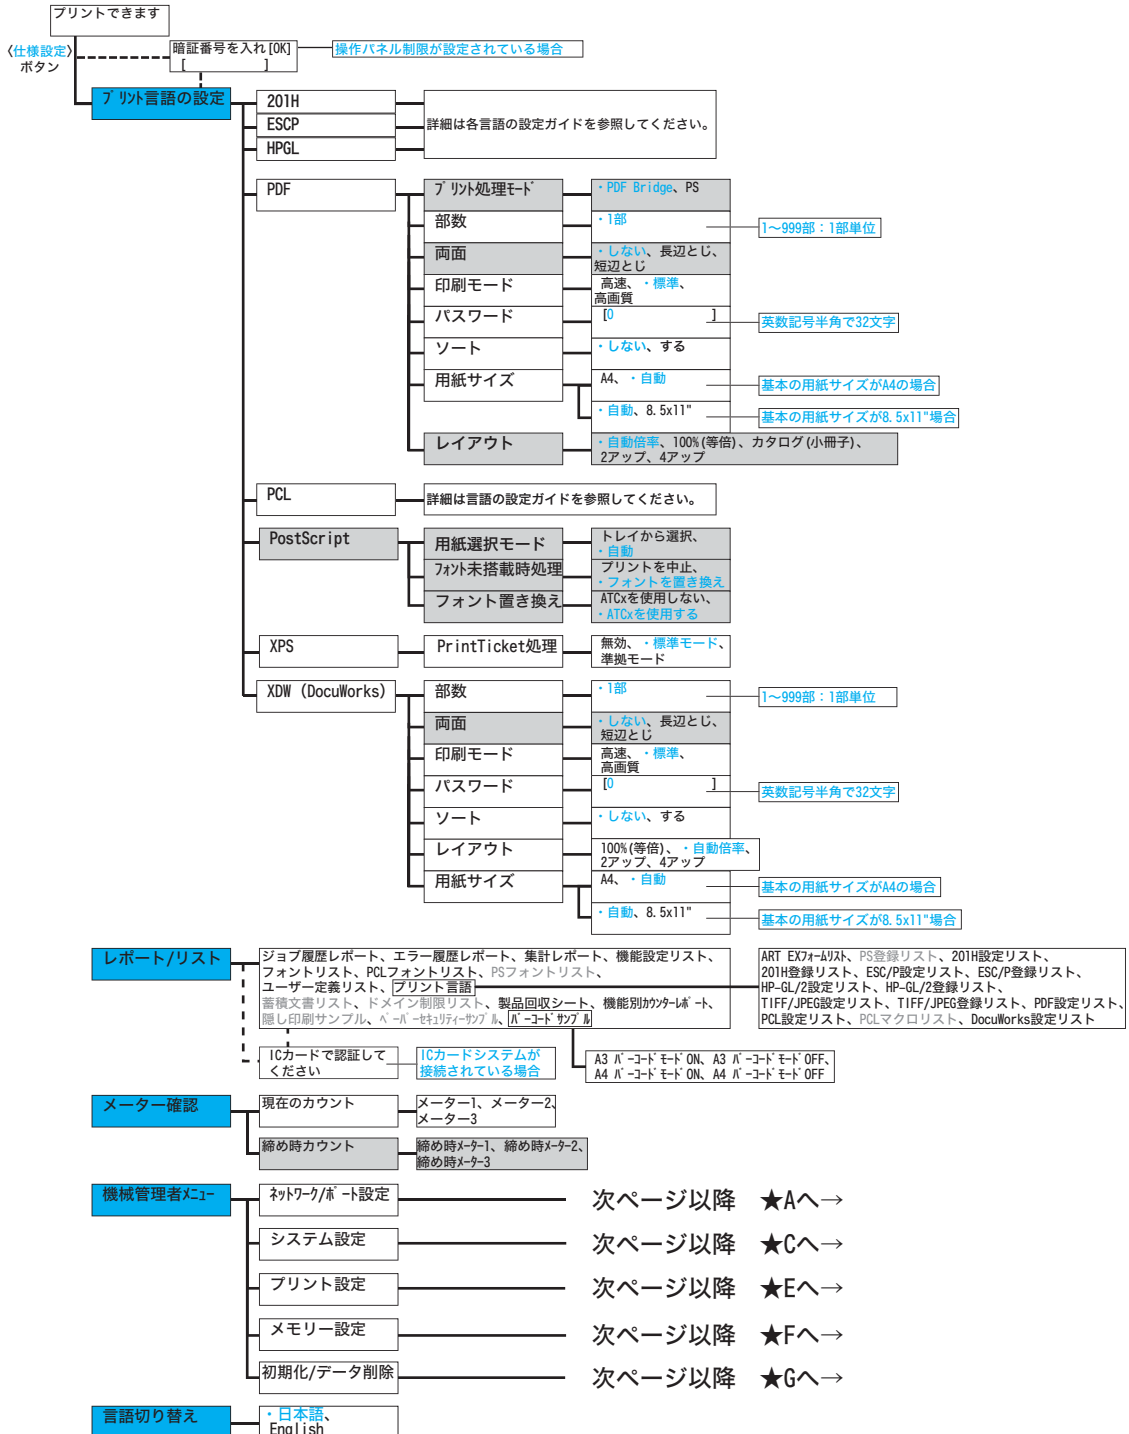 プリントできます
〈仕様設定〉
ボタン
暗証番号を入れ[OK]
[ ]
操作パネル制限が設定されている場合
プリント言語の設定
201H
ESCP
HPGL
詳細は各言語の設定ガイドを参照してください。
PDF
プリント処理モード
・PDF Bridge、PS
部数
・1部
1～999部：1部単位
両面
・しない、長辺とじ、
短辺とじ
印刷モード
高速、・標準、
高画質
パスワード
[0 ]
英数記号半角で32文字
ソート
・しない、する
用紙サイズ
A4、・自動
基本の用紙サイズがA4の場合
・自動、8.5x11"
基本の用紙サイズが8.5x11"場合
レイアウト
・自動倍率、100%(等倍)、カタログ(小冊子)、
2アップ、4アップ
PCL
詳細は言語の設定ガイドを参照してください。
PostScript
用紙選択モード
トレイから選択、
・自動
フォント未搭載時処理
プリントを中止、
・フォントを置き換え
フォント置き換え
ATCxを使用しない、
・ATCxを使用する
XPS
PrintTicket処理
無効、・標準モード、
準拠モード
XDW (DocuWorks)
部数
・1部
1～999部：1部単位
両面
・しない、長辺とじ、
短辺とじ
印刷モード
高速、・標準、
高画質
パスワード
[0 ]
英数記号半角で32文字
ソート
・しない、する
レイアウト
100%(等倍)、・自動倍率、
2アップ、4アップ
用紙サイズ
A4、・自動
基本の用紙サイズがA4の場合
・自動、8.5x11"
基本の用紙サイズが8.5x11"場合
レポート/リスト
ジョブ履歴レポート、エラー履歴レポート、集計レポート、機能設定リスト、
フォントリスト、PCLフォントリスト、PSフォントリスト、
ユーザー定義リスト、プリント言語
蓄積文書リスト、ドメイン制限リスト、製品回収シート、機能別カウンターレポート、
隠し印刷サンプル、ペーパーセキュリティーサンプル、バーコードサンプル
ART EXフォームリスト、PS登録リスト、201H設定リスト、
201H登録リスト、ESC/P設定リスト、ESC/P登録リスト、
HP-GL/2設定リスト、HP-GL/2登録リスト、
TIFF/JPEG設定リスト、TIFF/JPEG登録リスト、PDF設定リスト、
PCL設定リスト、PCLマクロリスト、DocuWorks設定リスト
ICカードで認証して
ください
ICカードシステムが
接続されている場合
A3 バーコードモードON、A3 バーコードモードOFF、
A4 バーコードモードON、A4 バーコードモードOFF
メーター確認
現在のカウント
メーター1、メーター2、
メーター3
締め時カウント
締め時メーター1、締め時メーター2、
締め時メーター3
機械管理者メニュー
ネットワーク/ポート設定
次ページ以降 ★Aへ→
システム設定
次ページ以降 ★Cへ→
プリント設定
次ページ以降 ★Eへ→
メモリー設定
次ページ以降 ★Fへ→
初期化/データ削除
次ページ以降 ★Gへ→
言語切り替え
・日本語、
English